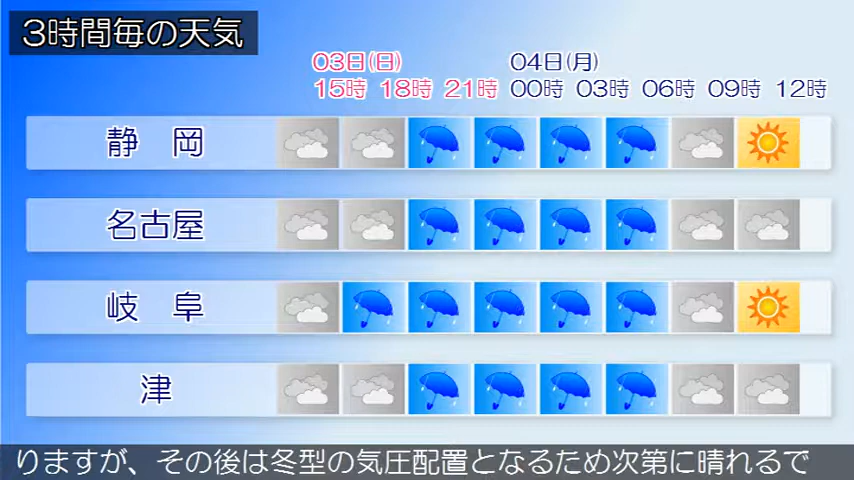 3時間毎の天気
03日(日) 04日(月)
15時 18時 21時 00時 03時 06時 09時 12時
静　岡
名古屋
岐　阜
津
りますが、その後は冬型の気圧配置となるため次第に晴れるで